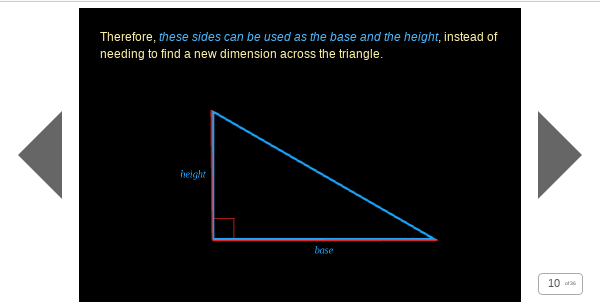 Therefore, these sides can be used as the base and the height, instead of
needing to find a new dimension across the triangle.
height
base
10 of 36